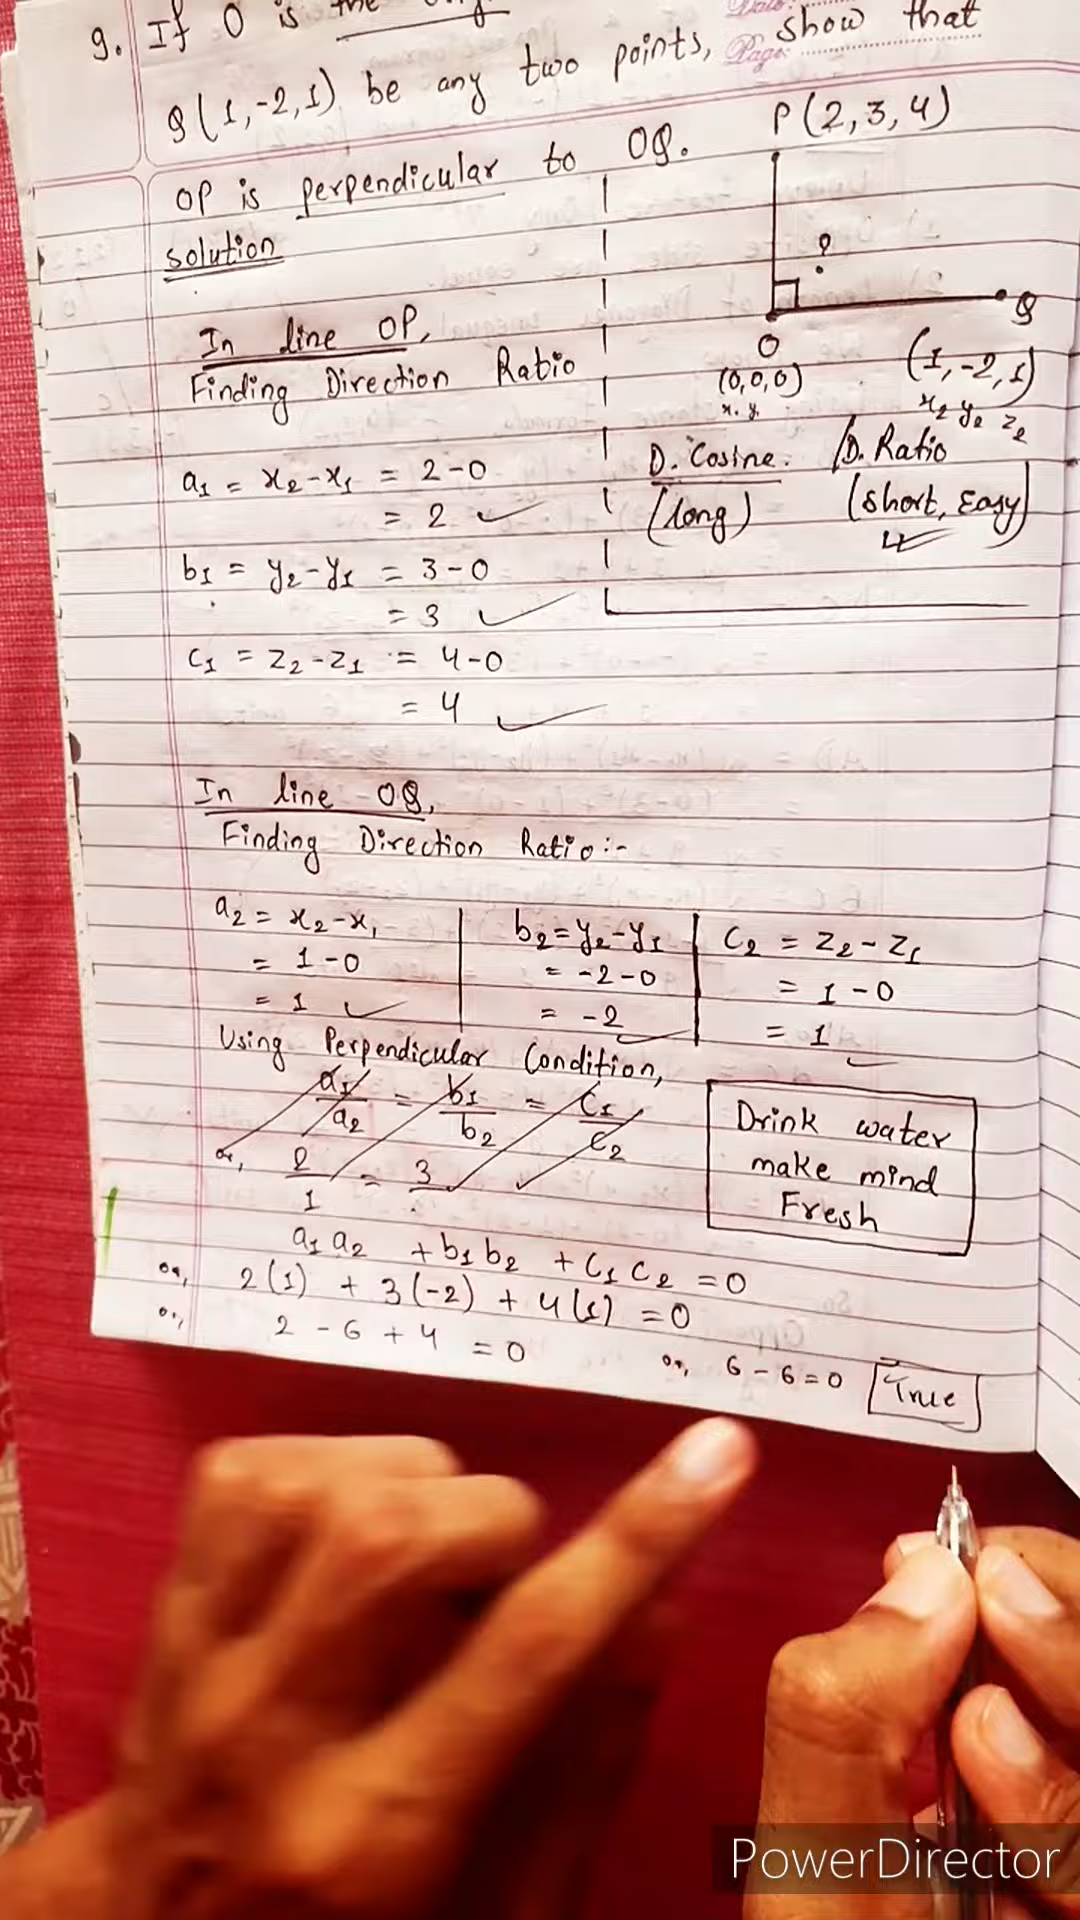 9. If O is the
Date:
Page:
Q(1,-2,1) be any two points, show that
OP is perpendicular to OQ.
P(2,3,4)
solution
?
Q
O
(0,0,0)
(1,-2,1)
x₂ y₂ z₂
In line OP,
Finding Direction Ratio
D. Cosine. /D. Ratio
(long) (short, Easy)
a₁ = x₂-x₁ = 2-0
= 2
b₁ = y₂-y₁ = 3-0
= 3
c₁ = z₂-z₁ = 4-0
= 4
In line OQ,
Finding Direction Ratio:-
a₂ = x₂-x₁
= 1-0
= 1
b₂=y₂-y₁
= -2-0
= -2
c₂ = z₂-z₁
= 1-0
= 1
Using Perpendicular Condition,
a₁/a₂ = b₁/b₂ = c₁/c₂
or, 2/1 = 3
Drink water
make mind
Fresh
a₁a₂ + b₁b₂ + c₁c₂ = 0
or, 2(1) + 3(-2) + 4(1) = 0
or, 2 - 6 + 4 = 0
or, 6-6=0 True
PowerDirector